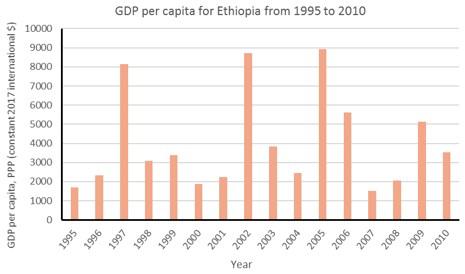 GDP per capita for Ethiopia from 1995 to 2010
GDP per capita, PPP (constant 2017 international $)
10000
9000
8000
7000
6000
5000
4000
3000
2000
1000
0
1995 1996 1997 1998 1999 2000 2001 2002 2003 2004 2005 2006 2007 2008 2009 2010
Year